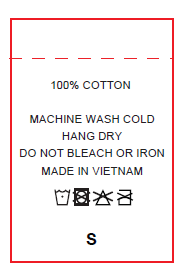 100% COTTON
MACHINE WASH COLD
HANG DRY
DO NOT BLEACH OR IRON
MADE IN VIETNAM
S